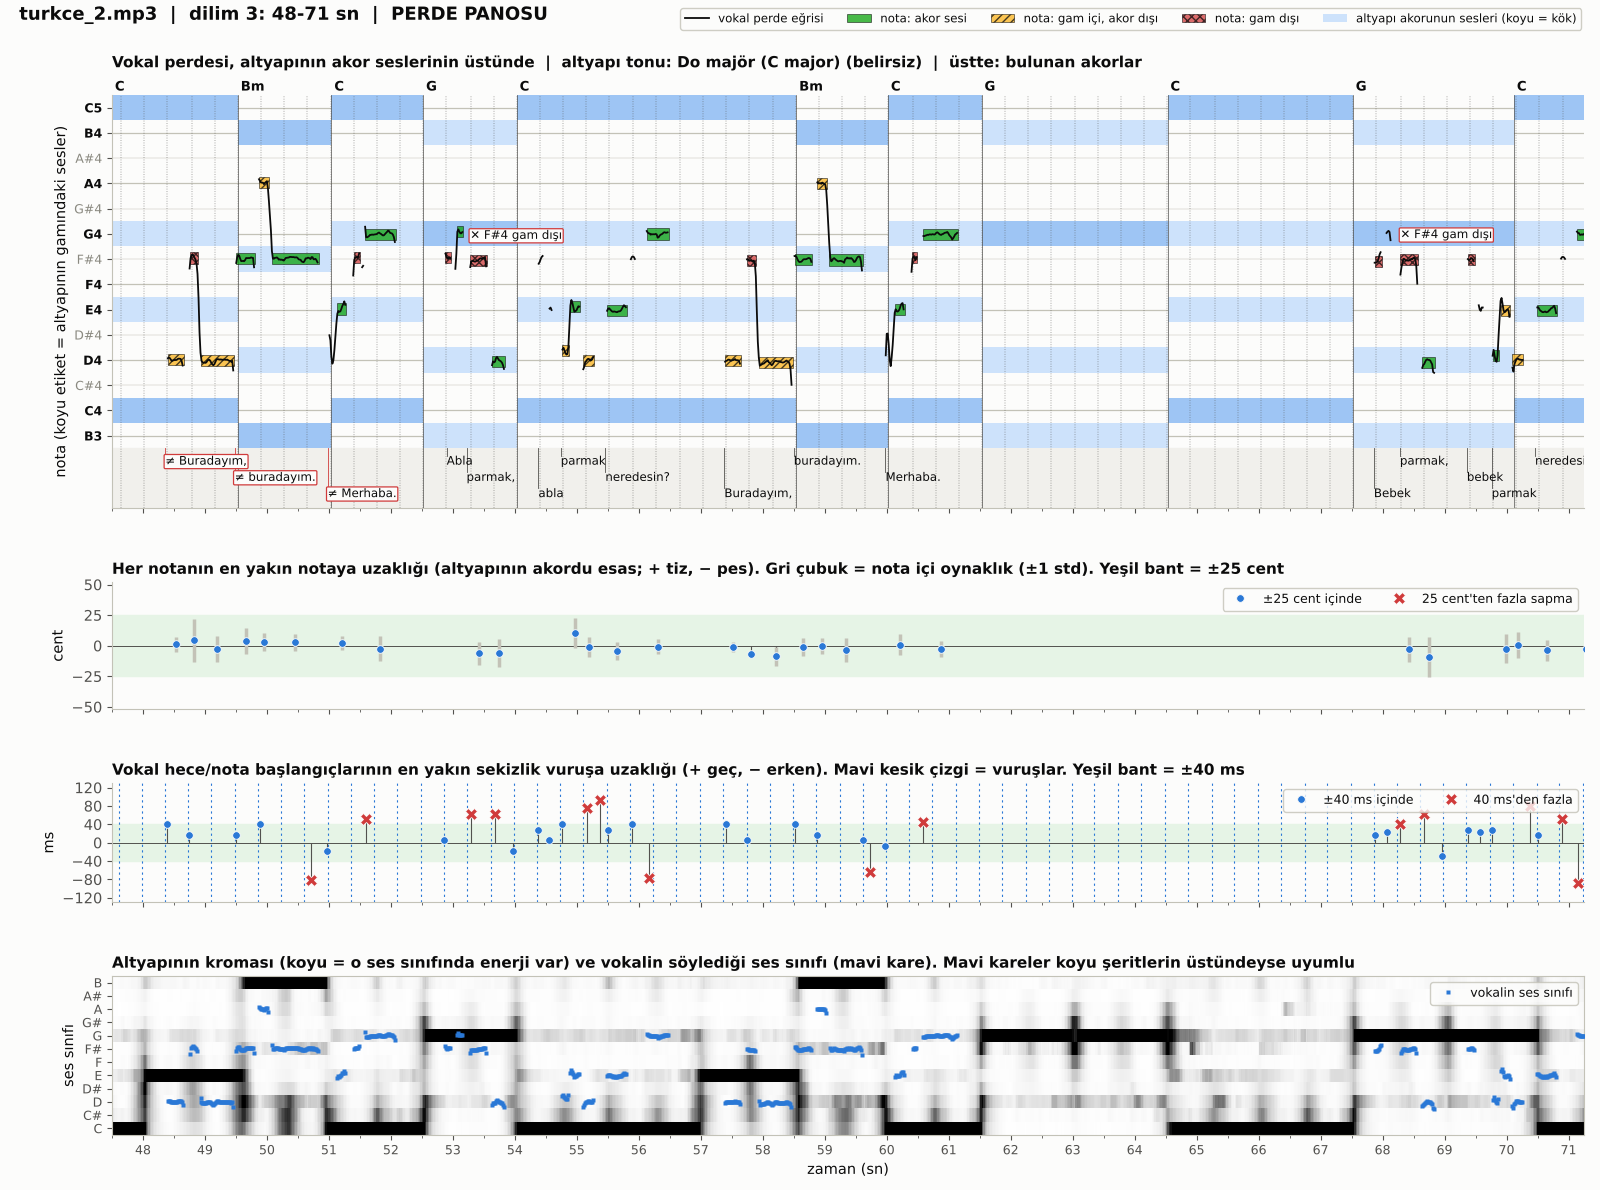 turkce_2.mp3 | dilim 3: 48-71 sn | PERDE PANOSU
vokal perde eğrisi
nota: akor sesi
nota: gam içi, akor dışı
nota: gam dışı
altyapı akorunun sesleri (koyu = kök)
Vokal perdesi, altyapının akor seslerinin üstünde | altyapı tonu: Do majör (C major) (belirsiz) | üstte: bulunan akorlar
C Bm C G C Bm C G C G C
nota (koyu etiket = altyapının gamındaki sesler)
C5
B4
A#4
A4
G#4
G4
F#4
F4
E4
D#4
D4
C#4
C4
B3
× F#4 gam dışı
× F#4 gam dışı
≠ Buradayım, Abla parmak buradayım. parmak, bebek neredesi
≠ buradayım. parmak, neredesin? Merhaba.
≠ Merhaba. abla Buradayım, Bebek parmak
Her notanın en yakın notaya uzaklığı (altyapının akordu esas; + tiz, − pes). Gri çubuk = nota içi oynaklık (±1 std). Yeşil bant = ±25 cent
±25 cent içinde
25 cent'ten fazla sapma
cent
50
25
0
−25
−50
Vokal hece/nota başlangıçlarının en yakın sekizlik vuruşa uzaklığı (+ geç, − erken). Mavi kesik çizgi = vuruşlar. Yeşil bant = ±40 ms
±40 ms içinde
40 ms'den fazla
ms
120
80
40
0
−40
−80
−120
Altyapının kroması (koyu = o ses sınıfında enerji var) ve vokalin söylediği ses sınıfı (mavi kare). Mavi kareler koyu şeritlerin üstündeyse uyumlu
vokalin ses sınıfı
ses sınıfı
B
A#
A
G#
G
F#
F
E
D#
D
C#
C
48 49 50 51 52 53 54 55 56 57 58 59 60 61 62 63 64 65 66 67 68 69 70 71
zaman (sn)